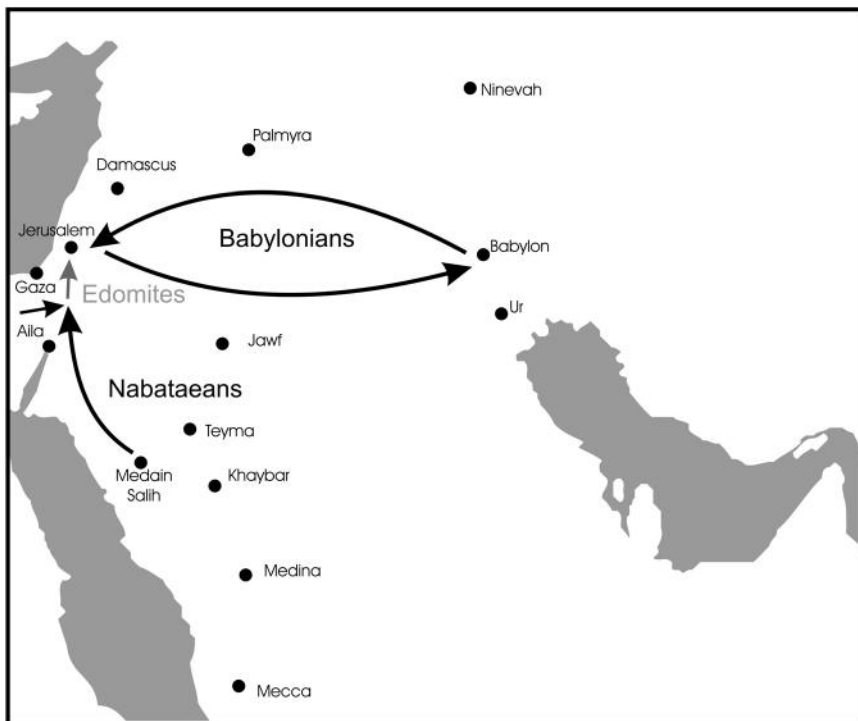 Ninevah
Palmyra
Damascus
Jerusalem
Babylonians
Babylon
Gaza
Edomites
Ur
Aila
Jawf
Nabataeans
Teyma
Medain
Salih
Khaybar
Medina
Mecca